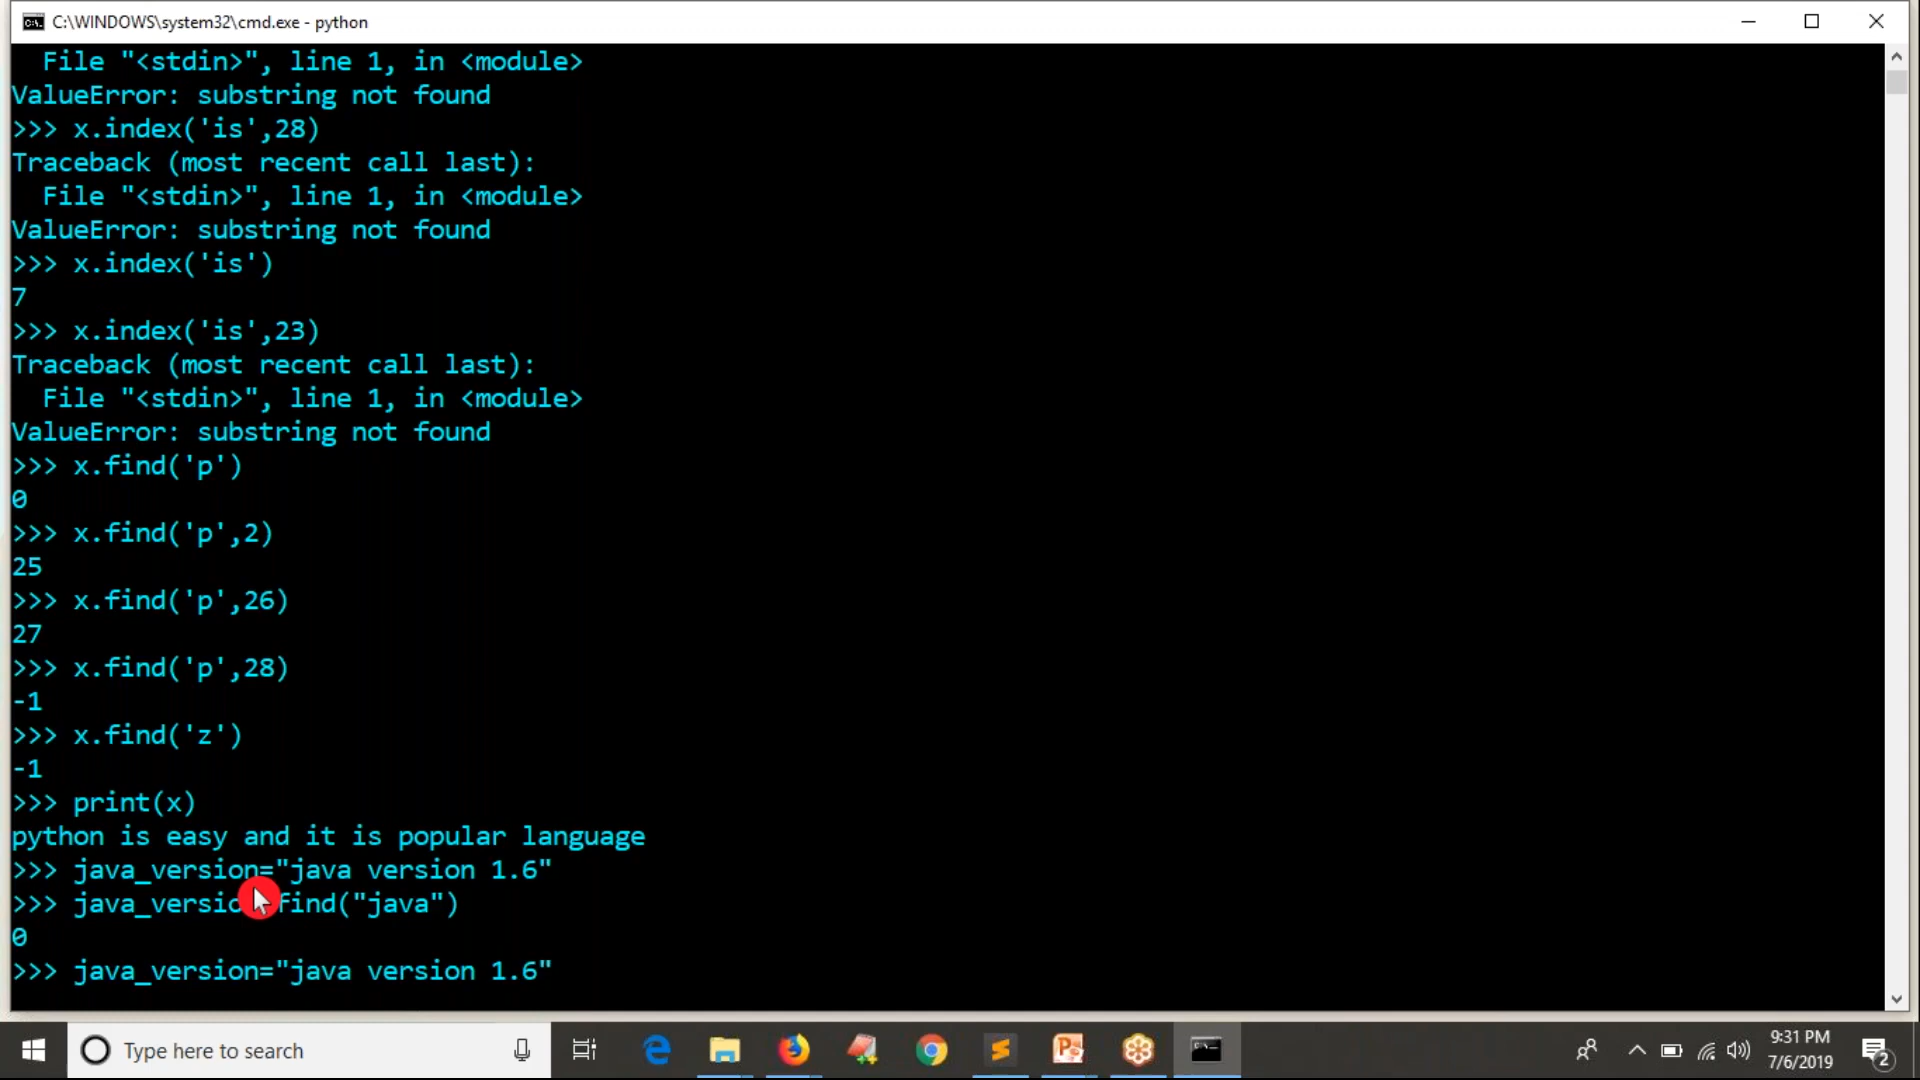 C:\WINDOWS\system32\cmd.exe - python
  File "<stdin>", line 1, in <module>
ValueError: substring not found
>>> x.index('is',28)
Traceback (most recent call last):
  File "<stdin>", line 1, in <module>
ValueError: substring not found
>>> x.index('is')
7
>>> x.index('is',23)
Traceback (most recent call last):
  File "<stdin>", line 1, in <module>
ValueError: substring not found
>>> x.find('p')
0
>>> x.find('p',2)
25
>>> x.find('p',26)
27
>>> x.find('p',28)
-1
>>> x.find('z')
-1
>>> print(x)
python is easy and it is popular language
>>> java_version="java version 1.6"
>>> java_versio find("java")
0
>>> java_version="java version 1.6"
Type here to search
9:31 PM
7/6/2019
2